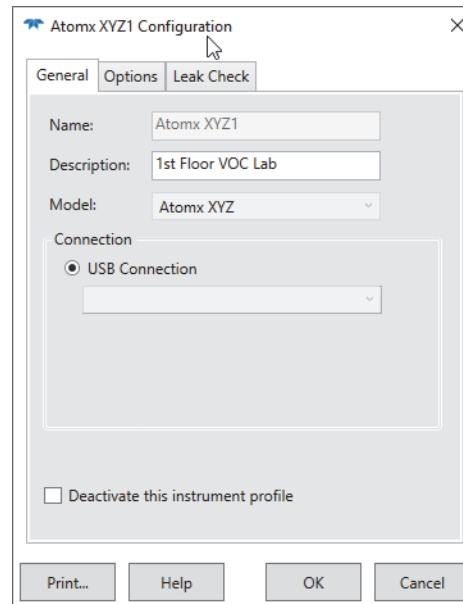 Atomx XYZ1 Configuration
General Options Leak Check
Name: Atomx XYZ1
Description: 1st Floor VOC Lab
Model: Atomx XYZ
Connection
USB Connection
Deactivate this instrument profile
Print... Help OK Cancel